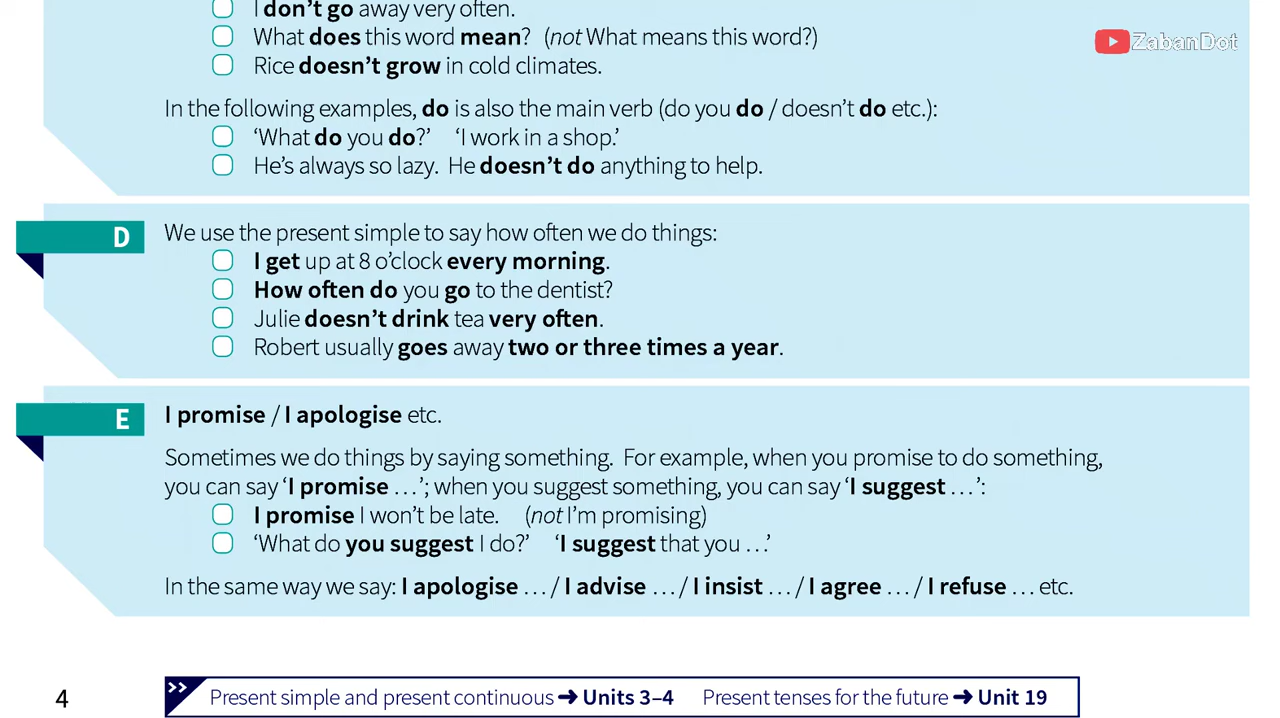 I don't go away very often.
What does this word mean? (not What means this word?)
ZabanDot
Rice doesn't grow in cold climates.
In the following examples, do is also the main verb (do you do / doesn't do etc.):
‘What do you do?’ ‘I work in a shop.’
He's always so lazy. He doesn't do anything to help.
D
We use the present simple to say how often we do things:
I get up at 8 o'clock every morning.
How often do you go to the dentist?
Julie doesn't drink tea very often.
Robert usually goes away two or three times a year.
E
I promise / I apologise etc.
Sometimes we do things by saying something. For example, when you promise to do something,
you can say ‘I promise …’; when you suggest something, you can say ‘I suggest …’:
I promise I won't be late. (not I'm promising)
‘What do you suggest I do?’ ‘I suggest that you …’
In the same way we say: I apologise … / I advise … / I insist … / I agree … / I refuse … etc.
4
Present simple and present continuous ➜ Units 3–4 Present tenses for the future ➜ Unit 19